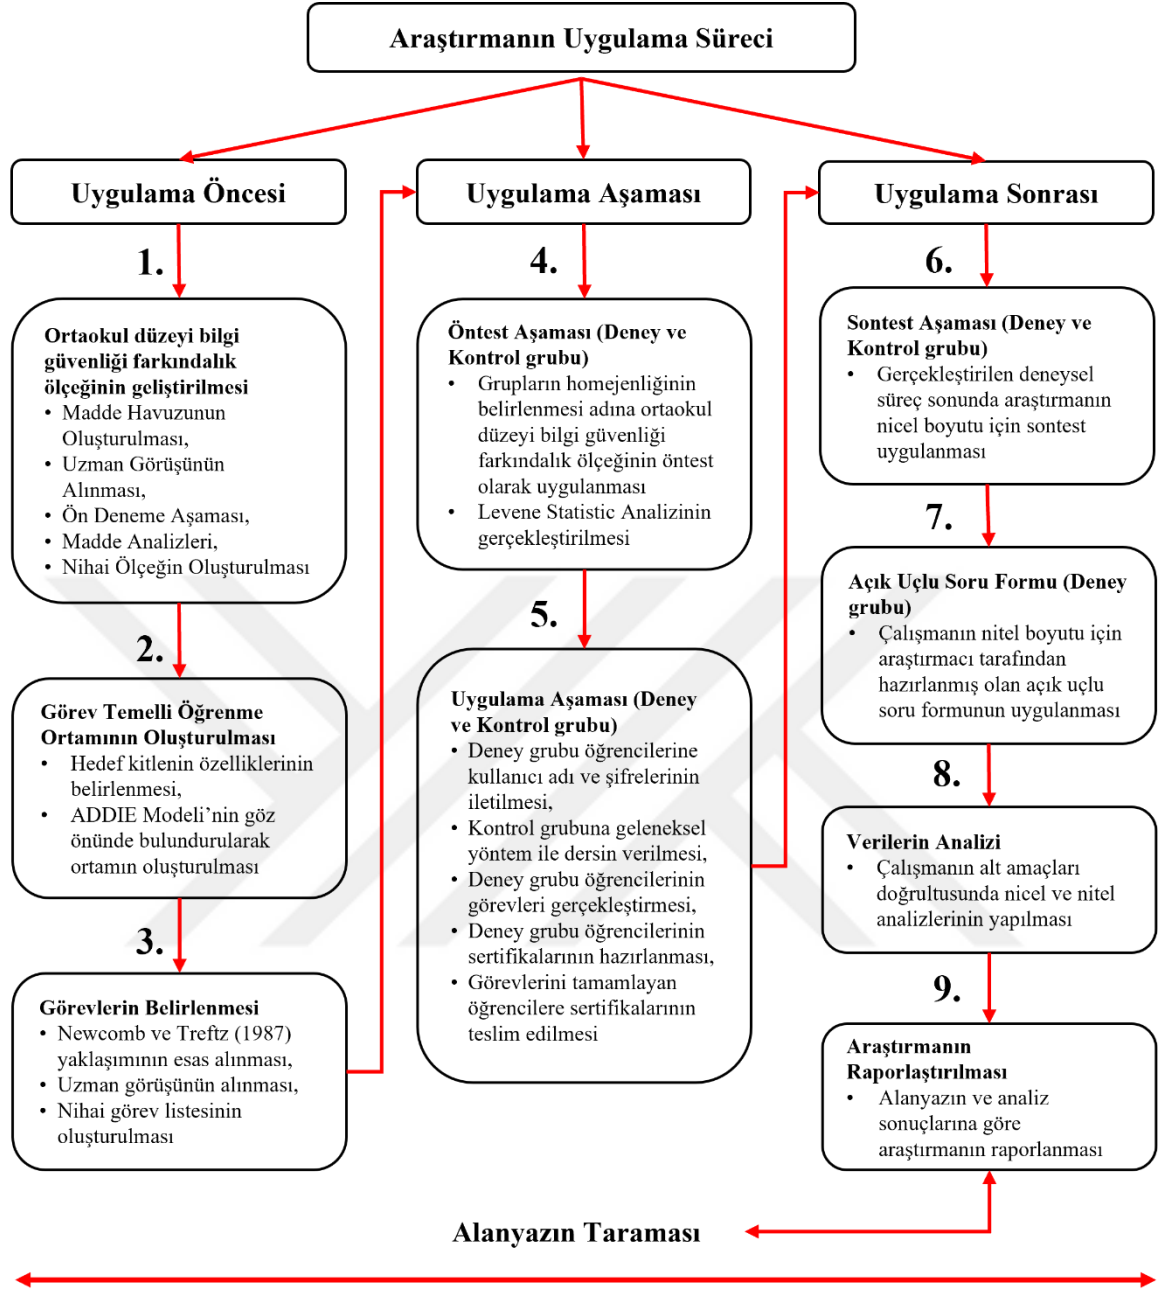 Araştırmanın Uygulama Süreci
Uygulama Öncesi
1.
Ortaokul düzeyi bilgi
güvenliği farkındalık
ölçeğinin geliştirilmesi
• Madde Havuzunun
Oluşturulması,
• Uzman Görüşünün
Alınması,
• Ön Deneme Aşaması,
• Madde Analizleri,
• Nihai Ölçeğin Oluşturulması
2.
Görev Temelli Öğrenme
Ortamının Oluşturulması
• Hedef kitlenin özelliklerinin
belirlenmesi,
• ADDIE Modeli’nin göz
önünde bulundurularak
ortamın oluşturulması
3.
Görevlerin Belirlenmesi
• Newcomb ve Treftz (1987)
yaklaşımının esas alınması,
• Uzman görüşünün alınması,
• Nihai görev listesinin
oluşturulması
Uygulama Aşaması
4.
Öntest Aşaması (Deney ve
Kontrol grubu)
• Grupların homejenliğinin
belirlenmesi adına ortaokul
düzeyi bilgi güvenliği
farkındalık ölçeğinin öntest
olarak uygulanması
• Levene Statistic Analizinin
gerçekleştirilmesi
5.
Uygulama Aşaması (Deney
ve Kontrol grubu)
• Deney grubu öğrencilerine
kullanıcı adı ve şifrelerinin
iletilmesi,
• Kontrol grubuna geleneksel
yöntem ile dersin verilmesi,
• Deney grubu öğrencilerinin
görevleri gerçekleştirmesi,
• Deney grubu öğrencilerinin
sertifikalarının hazırlanması,
• Görevlerini tamamlayan
öğrencilere sertifikalarının
teslim edilmesi
Uygulama Sonrası
6.
Sontest Aşaması (Deney ve
Kontrol grubu)
• Gerçekleştirilen deneysel
süreç sonunda araştırmanın
nicel boyutu için sontest
uygulanması
7.
Açık Uçlu Soru Formu (Deney
grubu)
• Çalışmanın nitel boyutu için
araştırmacı tarafından
hazırlanmış olan açık uçlu
soru formunun uygulanması
8.
Verilerin Analizi
• Çalışmanın alt amaçları
doğrultusunda nicel ve nitel
analizlerinin yapılması
9.
Araştırmanın
Raporlaştırılması
• Alanyazın ve analiz
sonuçlarına göre
araştırmanın raporlanması
Alanyazın Taraması